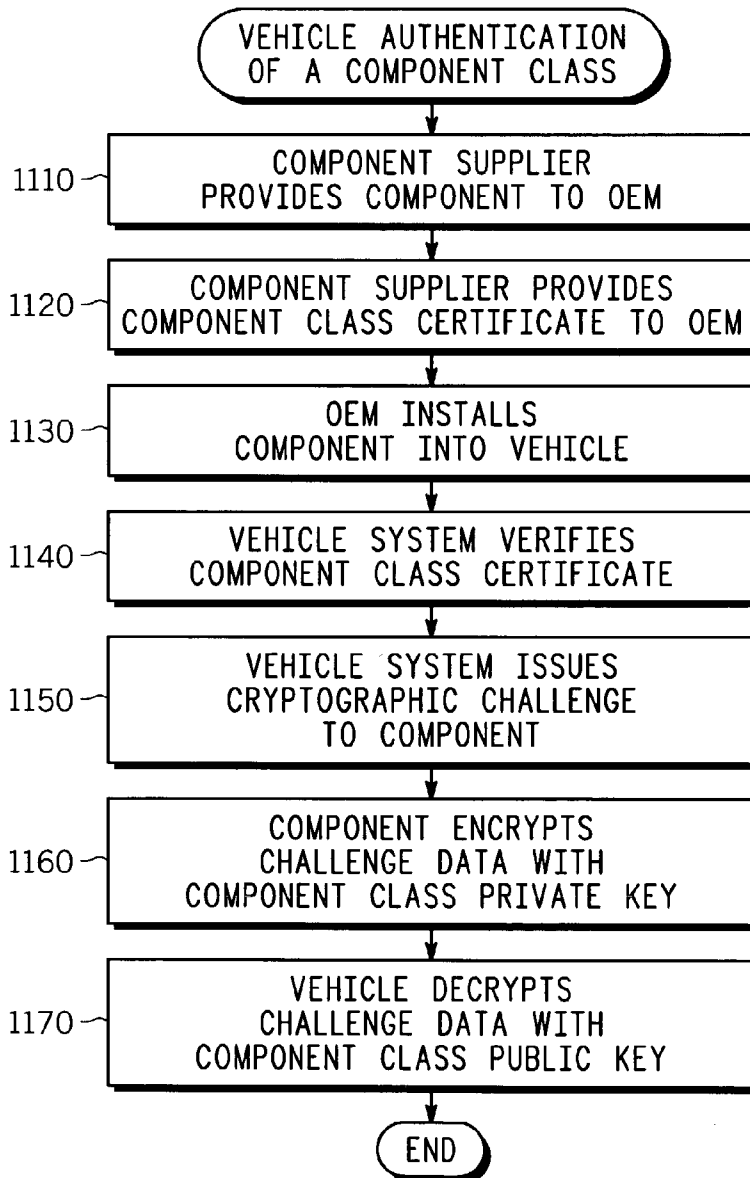 VEHICLE AUTHENTICATION
OF A COMPONENT CLASS
1110
COMPONENT SUPPLIER
PROVIDES COMPONENT TO OEM
1120
COMPONENT SUPPLIER PROVIDES
COMPONENT CLASS CERTIFICATE TO OEM
1130
OEM INSTALLS
COMPONENT INTO VEHICLE
1140
VEHICLE SYSTEM VERIFIES
COMPONENT CLASS CERTIFICATE
1150
VEHICLE SYSTEM ISSUES
CRYPTOGRAPHIC CHALLENGE
TO COMPONENT
1160
COMPONENT ENCRYPTS
CHALLENGE DATA WITH
COMPONENT CLASS PRIVATE KEY
1170
VEHICLE DECRYPTS
CHALLENGE DATA WITH
COMPONENT CLASS PUBLIC KEY
END